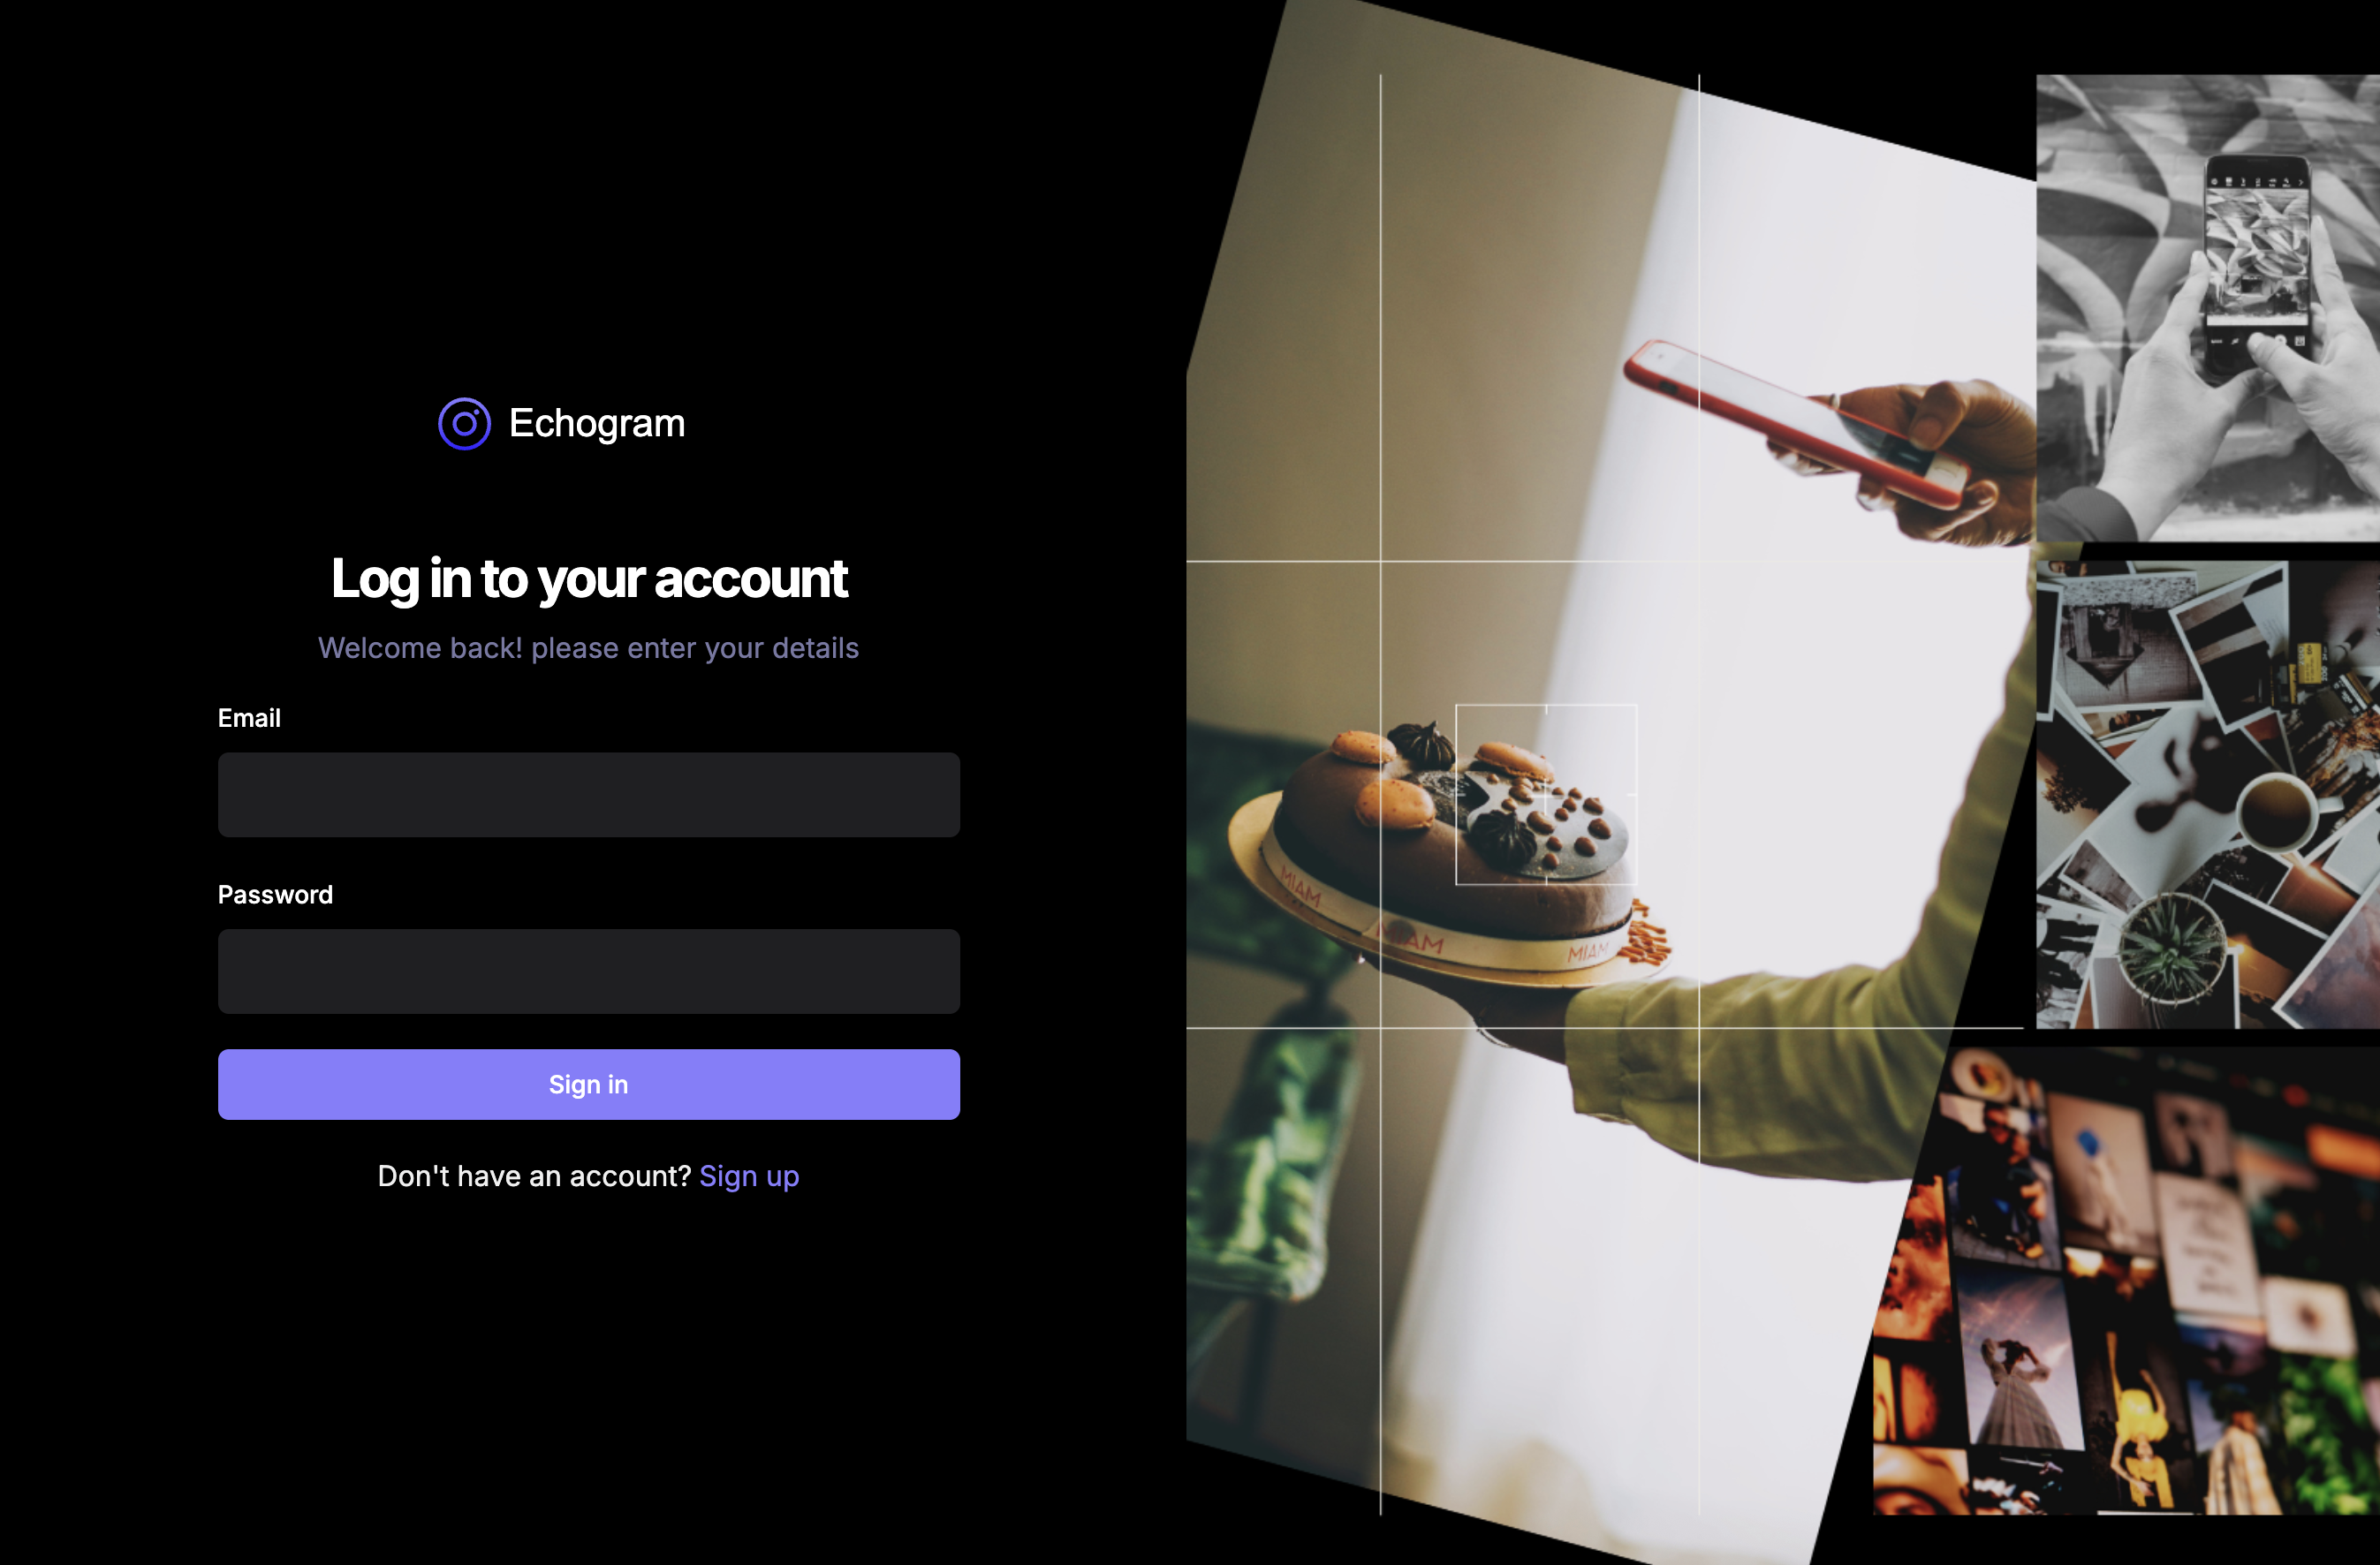 Echogram
Log in to your account
Welcome back! please enter your details
Email
Password
Sign in
Don't have an account? Sign up
MIAM
MIAM
MIAM